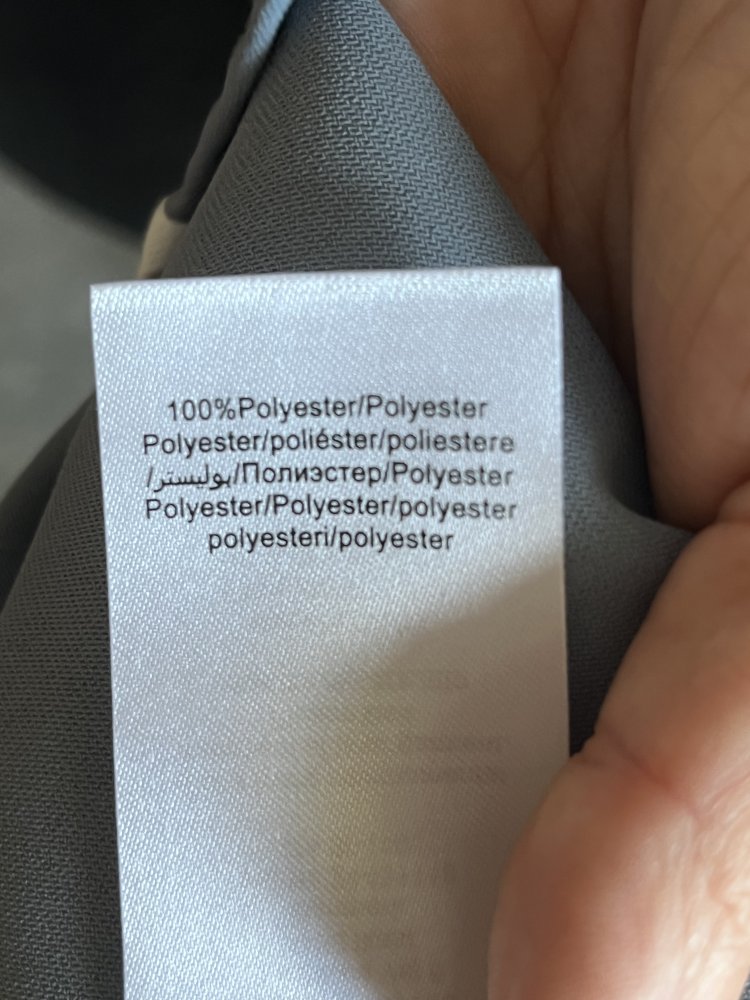 100%Polyester/Polyester
Polyester/poliéster/poliestere
/بوليستر/Полиэстер/Polyester
Polyester/Polyester/polyester
polyesteri/polyester